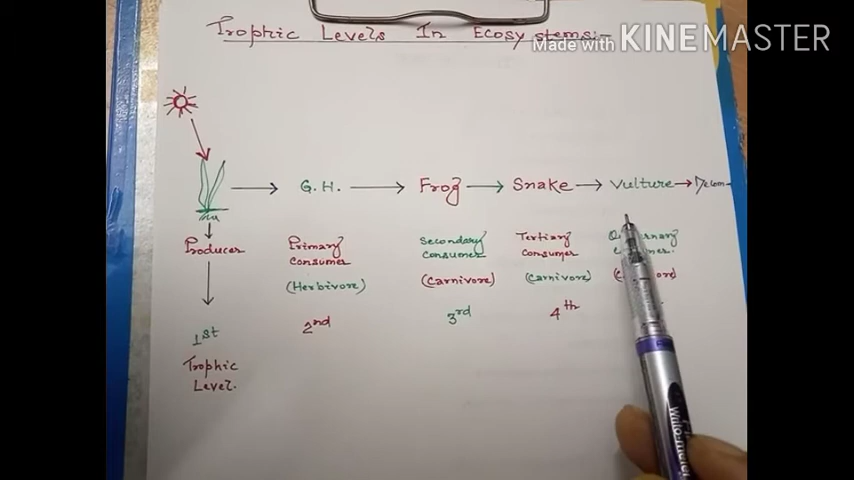 Trophic Levels In Ecosystems:-
Made with KINEMASTER
G.H. Frog Snake Vulture
Producer
Primary
Consumer
(Herbivore)
2nd
Secondary
Consumer
(Carnivore)
3rd
Tertiary
Consumer
(Carnivore)
4th
1st
Trophic
Level.